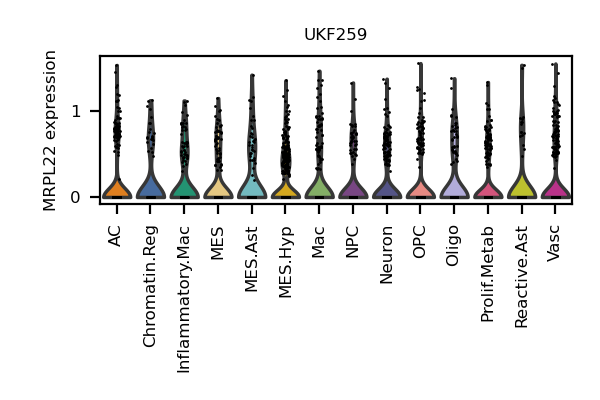 UKF259
MRPL22 expression
1
0
AC
Chromatin.Reg
Inflammatory.Mac
MES
MES.Ast
MES.Hyp
Mac
NPC
Neuron
OPC
Oligo
Prolif.Metab
Reactive.Ast
Vasc